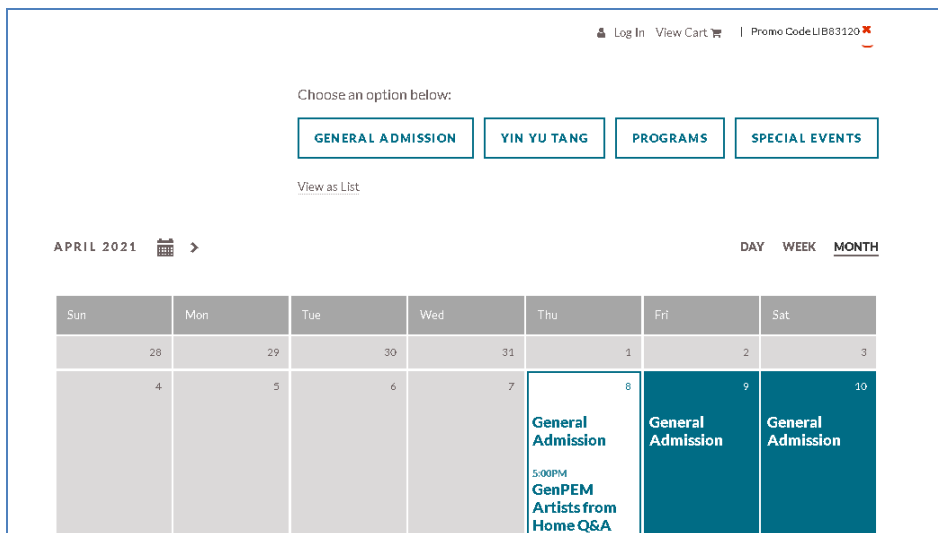 Log In View Cart | Promo Code LIB83120
Choose an option below:
GENERAL ADMISSION YIN YU TANG PROGRAMS SPECIAL EVENTS
View as List
APRIL 2021 > DAY WEEK MONTH
Sun Mon Tue Wed Thu Fri Sat
28 29 30 31 1 2 3
4 5 6 7 8 9 10
General General General
Admission Admission Admission
5:00PM
GenPEM
Artists from
Home Q&A